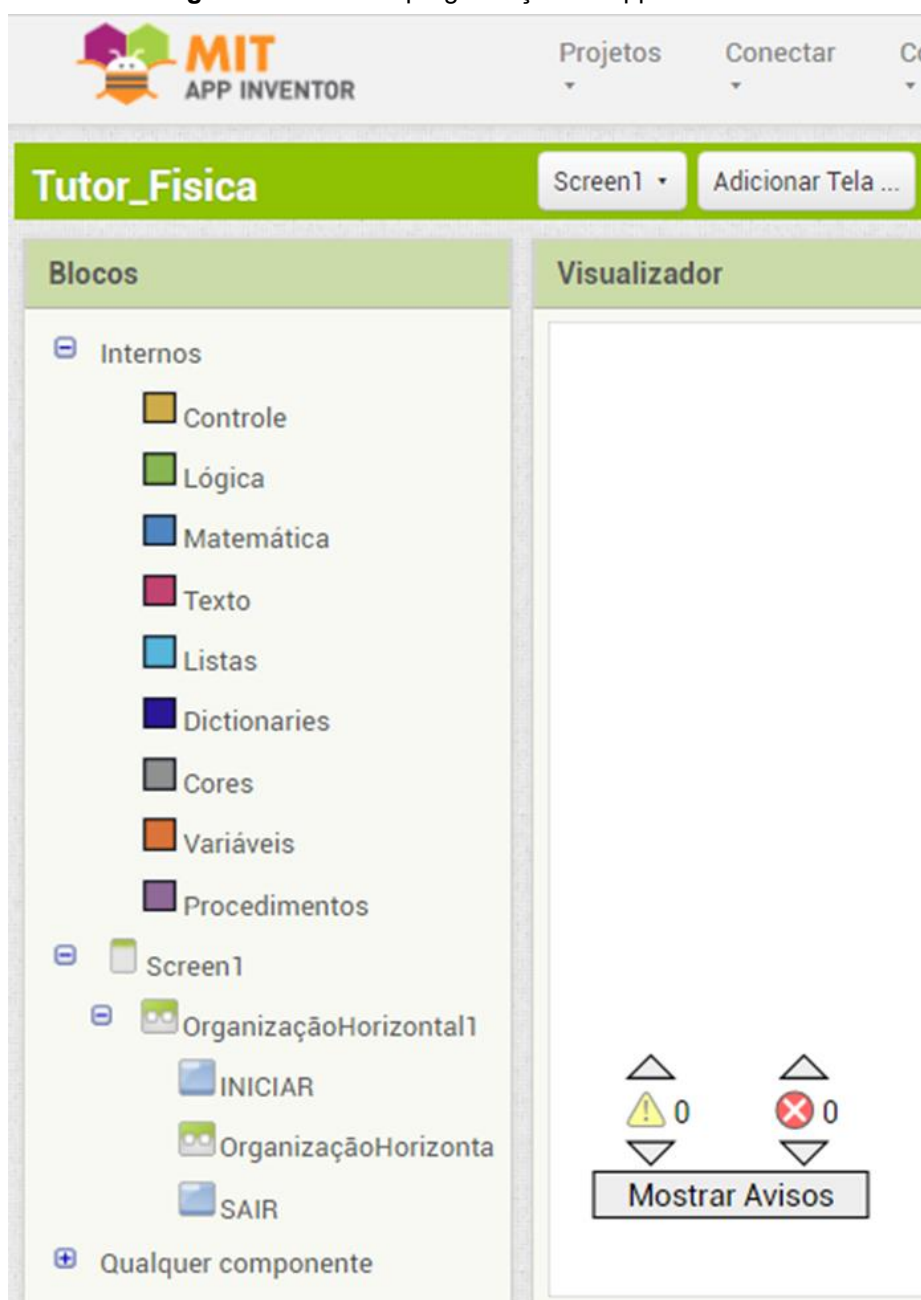 MIT
APP INVENTOR
Projetos
Conectar
Tutor_Fisica
Screen1
Adicionar Tela ...
Blocos
Visualizador
Internos
Controle
Lógica
Matemática
Texto
Listas
Dictionaries
Cores
Variáveis
Procedimentos
Screen1
OrganizaçãoHorizontal1
INICIAR
OrganizaçãoHorizonta
SAIR
Qualquer componente
0 0
Mostrar Avisos